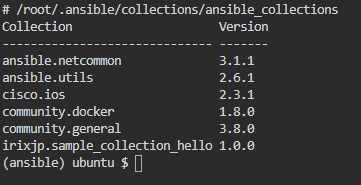 # /root/.ansible/collections/ansible_collections
Collection                    Version
----------------------------- -------
ansible.netcommon             3.1.1
ansible.utils                 2.6.1
cisco.ios                     2.3.1
community.docker              1.8.0
community.general             3.8.0
irixjp.sample_collection_hello 1.0.0
(ansible) ubuntu $